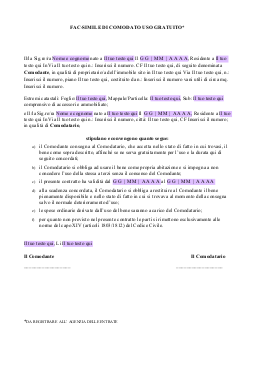 FAC-SIMILE DI COMODATO USO GRATUITO*
Il/la Sig.ra/ra Nome e cognome nato a Il tuo testo qui il GG | MM | AAAA, Residente a Il tuo
testo qui in Via Il tuo testo qui n.: Inserisci il numero, CF Il tuo testo qui, di seguito denominata
Comodante, in qualità di proprietario dell'immobile sito in Il tuo testo qui Via Il tuo testo qui, n.:
Inserisci il numero, piano Il tuo testo qui, costituito da n.: Inserisci il numero vani utili di cui a mq.
Inserisci il numero.
Estremi catastali: Foglio Il tuo testo qui, Mappale/Particella: Il tuo testo qui, Sub: Il tuo testo qui
comprensivo di accessori immobiliare;
e il/la Sig.ra/ra Nome e cognome nato a Il tuo testo qui il GG | MM | AAAA, Residente a Il tuo
testo qui in Via Il tuo testo qui n.: Inserisci il numero, CF Il tuo testo qui, CF Inserisci il numero,
in qualità di Comodatario,
stipulano e convengono quanto segue:
il Comodante consegna al Comodatario, che accetta nello stato di fatto in cui trovasi, il
bene come sopra descritto, affinché se ne serva gratuitamente per l'uso e la durata qui di
seguito concordati;
il Comodatario si obbliga ad usare il bene come propria abitazione e si impegna a non
concedere l'uso della stessa a terzi senza il consenso del Comodante;
il presente contratto ha validità dal GG | MM | AAAA al GG | MM | AAAA
alla scadenza concordata, il Comodatario si obbliga a restituire al Comodante il bene
pienamente disponibile e nello stato di fatto in cui si trovava al momento della consegna
salvo il normale deterioramento d'uso;
le spese ordinarie derivate dall'uso del bene saranno a carico del Comodatario;
per quanto non previsto nel presente contratto le parti si rimettono esclusivamente alle
norme del capo XIV (articoli 1803/1812) del Codice Civile.
Il tuo testo qui, Lì Il tuo testo qui
Il Comodante Il Comodatario
*DA REGISTRARE ALL' AGENZIA DELLE ENTRATE